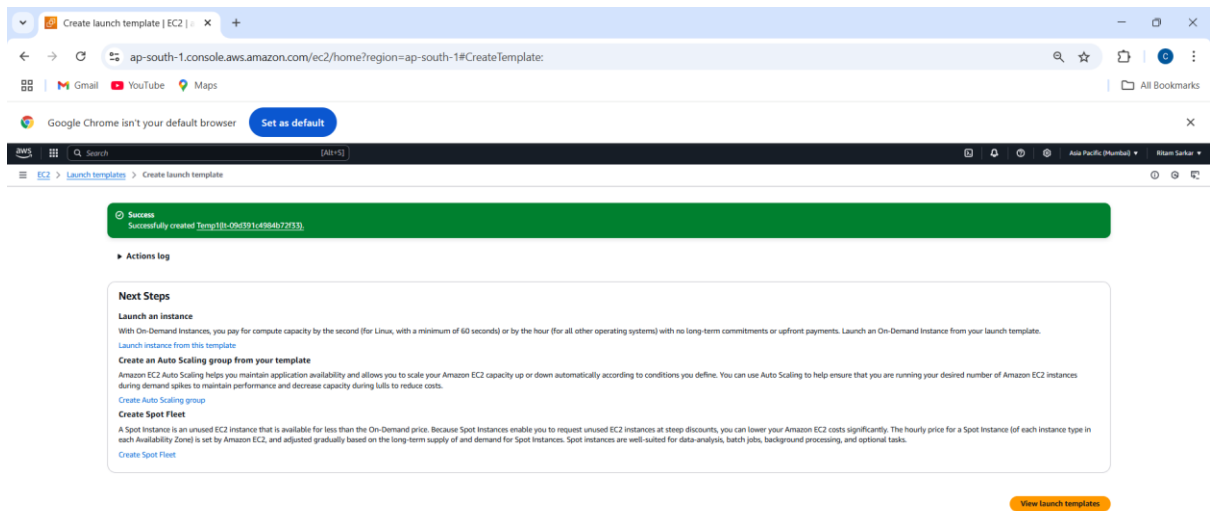 Create launch template | EC2 | a
ap-south-1.console.aws.amazon.com/ec2/home?region=ap-south-1#CreateTemplate:
C
Gmail YouTube Maps All Bookmarks
Google Chrome isn't your default browser Set as default
aws Search [Alt+S] Asia Pacific (Mumbai) Ritam Sarkar
EC2 > Launch templates > Create launch template
Success
Successfully created Temp1(lt-09d391c4984b72f33).
Actions log
Next Steps
Launch an instance
With On-Demand Instances, you pay for compute capacity by the second (for Linux, with a minimum of 60 seconds) or by the hour (for all other operating systems) with no long-term commitments or upfront payments. Launch an On-Demand Instance from your launch template.
Launch instance from this template
Create an Auto Scaling group from your template
Amazon EC2 Auto Scaling helps you maintain application availability and allows you to scale your Amazon EC2 capacity up or down automatically according to conditions you define. You can use Auto Scaling to help ensure that you are running your desired number of Amazon EC2 instances
during demand spikes to maintain performance and decrease capacity during lulls to reduce costs.
Create Auto Scaling group
Create Spot Fleet
A Spot Instance is an unused EC2 instance that is available for less than the On-Demand price. Because Spot Instances enable you to request unused EC2 instances at steep discounts, you can lower your Amazon EC2 costs significantly. The hourly price for a Spot Instance (of each instance type in
each Availability Zone) is set by Amazon EC2, and adjusted gradually based on the long-term supply of and demand for Spot Instances. Spot instances are well-suited for data-analysis, batch jobs, background processing, and optional tasks.
Create Spot Fleet
View launch templates